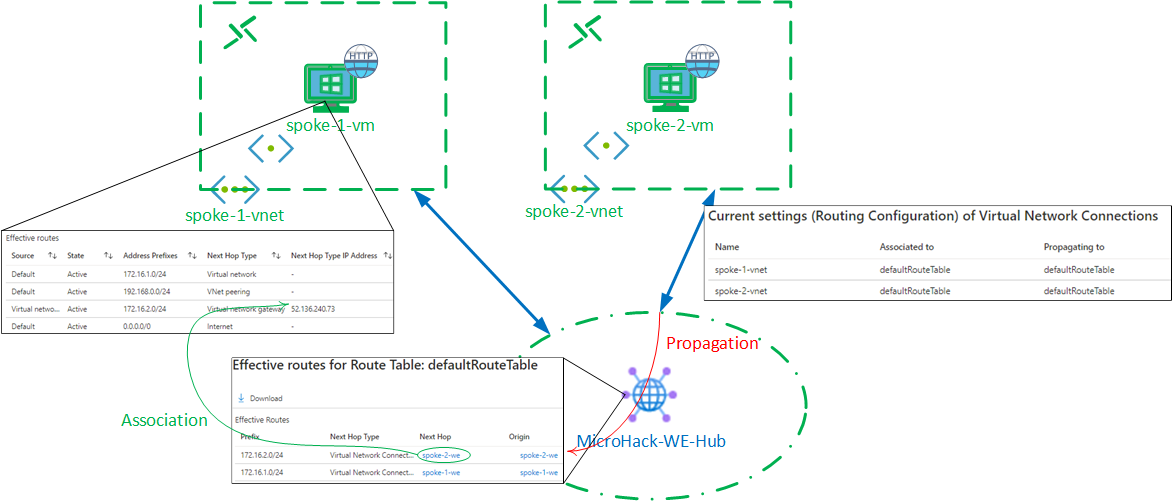 HTTP
HTTP
spoke-1-vm
spoke-2-vm
spoke-1-vnet
spoke-2-vnet
Current settings (Routing Configuration) of Virtual Network Connections
Name Associated to Propagating to
spoke-1-vnet defaultRouteTable defaultRouteTable
spoke-2-vnet defaultRouteTable defaultRouteTable
Effective routes
Source State Address Prefixes Next Hop Type Next Hop Type IP Address
Default Active 172.16.1.0/24 Virtual network -
Default Active 192.168.0.0/24 VNet peering -
Virtual netwo... Active 172.16.2.0/24 Virtual network gateway 52.136.240.73
Default Active 0.0.0.0/0 Internet -
Propagation
Effective routes for Route Table: defaultRouteTable
Download
Association
Effective Routes
Prefix Next Hop Type Next Hop Origin
MicroHack-WE-Hub
172.16.2.0/24 Virtual Network Connect... spoke-2-we spoke-2-we
172.16.1.0/24 Virtual Network Connect... spoke-1-we spoke-1-we